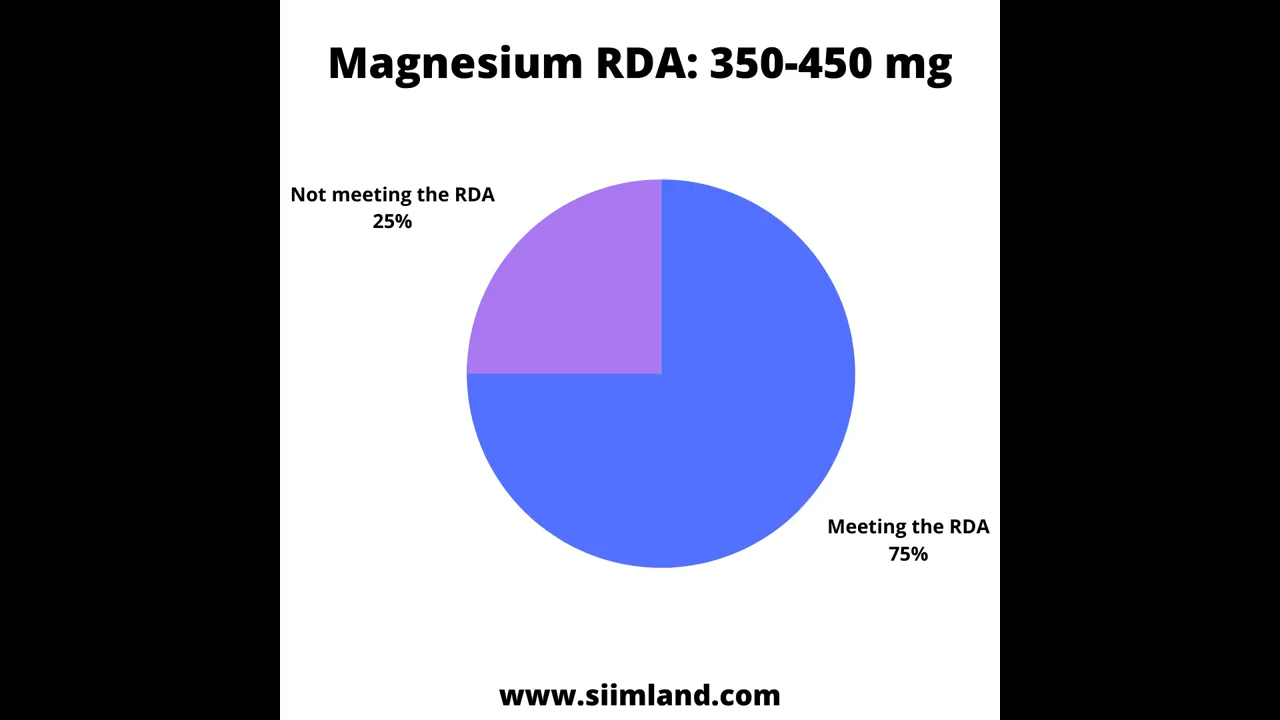 Magnesium RDA: 350-450 mg
Not meeting the RDA
25%
Meeting the RDA
75%
www.siimland.com